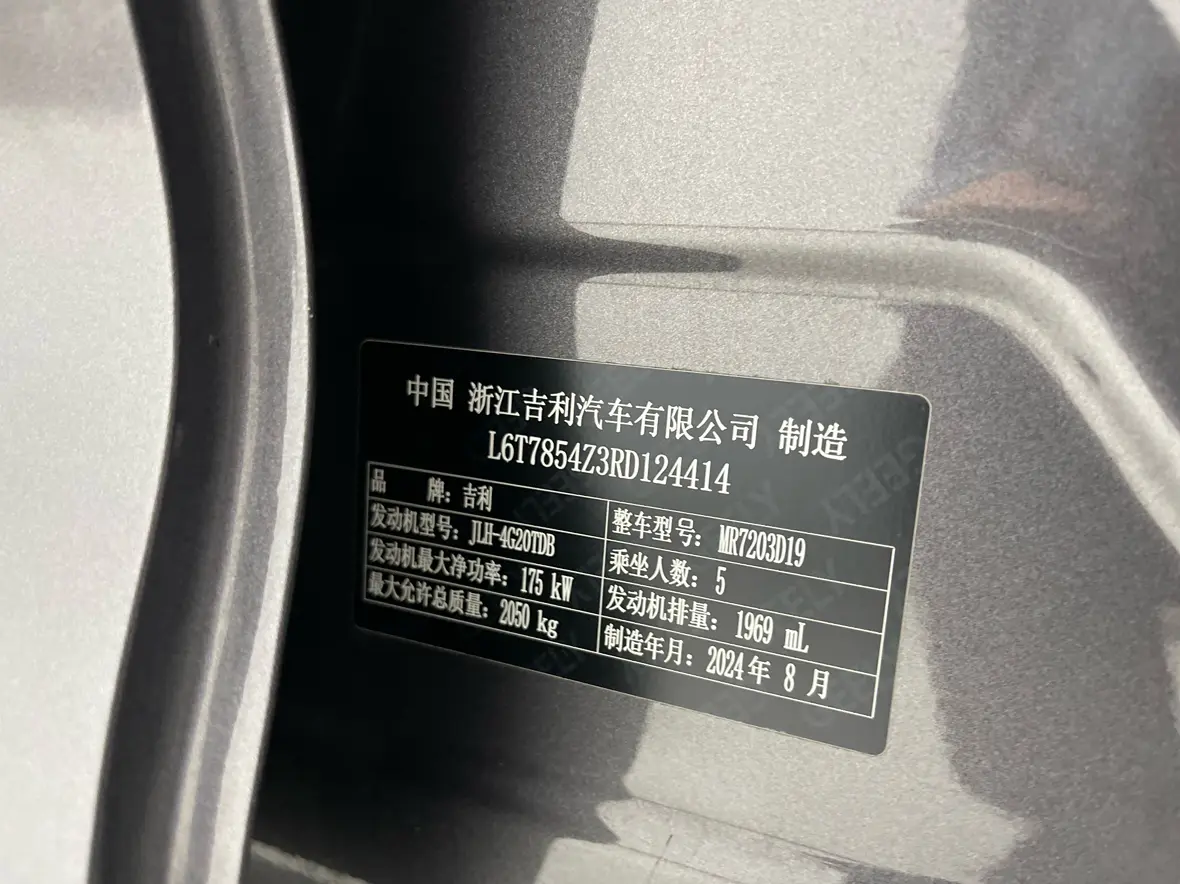 中国 浙江吉利汽车有限公司 制造
L6T7854Z3RD124414
品 牌：吉利
整车型号：MR7203D19
发动机型号：JLH-4G20TDB
乘坐人数：5
发动机最大净功率：175 kW
发动机排量：1969 mL
最大允许总质量：2050 kg
制造年月：2024年 8 月
GEELY